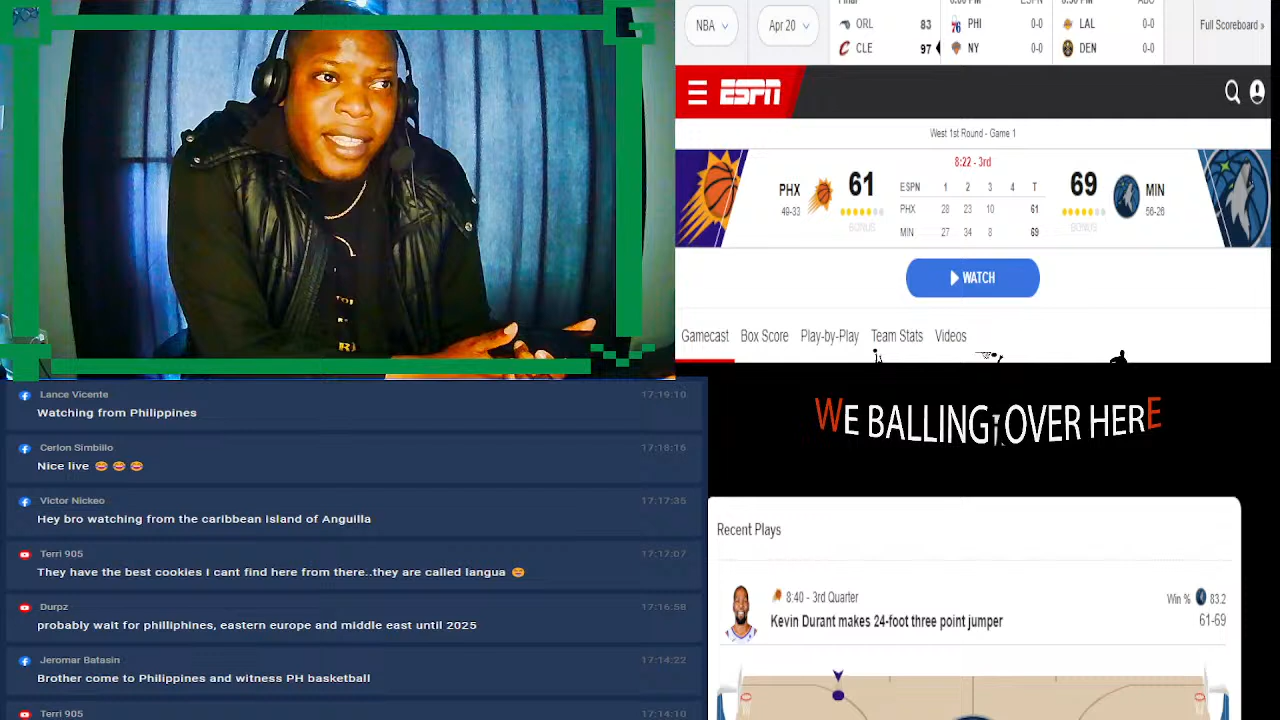 NBA
Apr 20
ORL 83
CLE 97
PHI 0-0
NY 0-0
LAL 0-0
DEN 0-0
Full Scoreboard »
ESPN
West 1st Round - Game 1
8:22 - 3rd
PHX
49-33
61
ESPN 1 2 3 4 T
PHX 28 23 10 61
MIN 27 34 8 69
69
MIN
56-26
BONUS
BONUS
WATCH
Gamecast Box Score Play-by-Play Team Stats Videos
Lance Vicente 17:19:10
Watching from Philippines
Cerlon Simbillo 17:18:16
Nice live
Victor Nickeo 17:17:35
Hey bro watching from the caribbean island of Anguilla
Terri 905 17:17:07
They have the best cookies I cant find here from there..they are called langua
Durpz 17:16:58
probably wait for philliphines, eastern europe and middle east until 2025
Jeromar Batasin 17:14:22
Brother come to Philippines and witness PH basketball
Terri 905 17:14:10
WE BALLING OVER HERE
Recent Plays
8:40 - 3rd Quarter
Kevin Durant makes 24-foot three point jumper
Win % 83.2
61-69